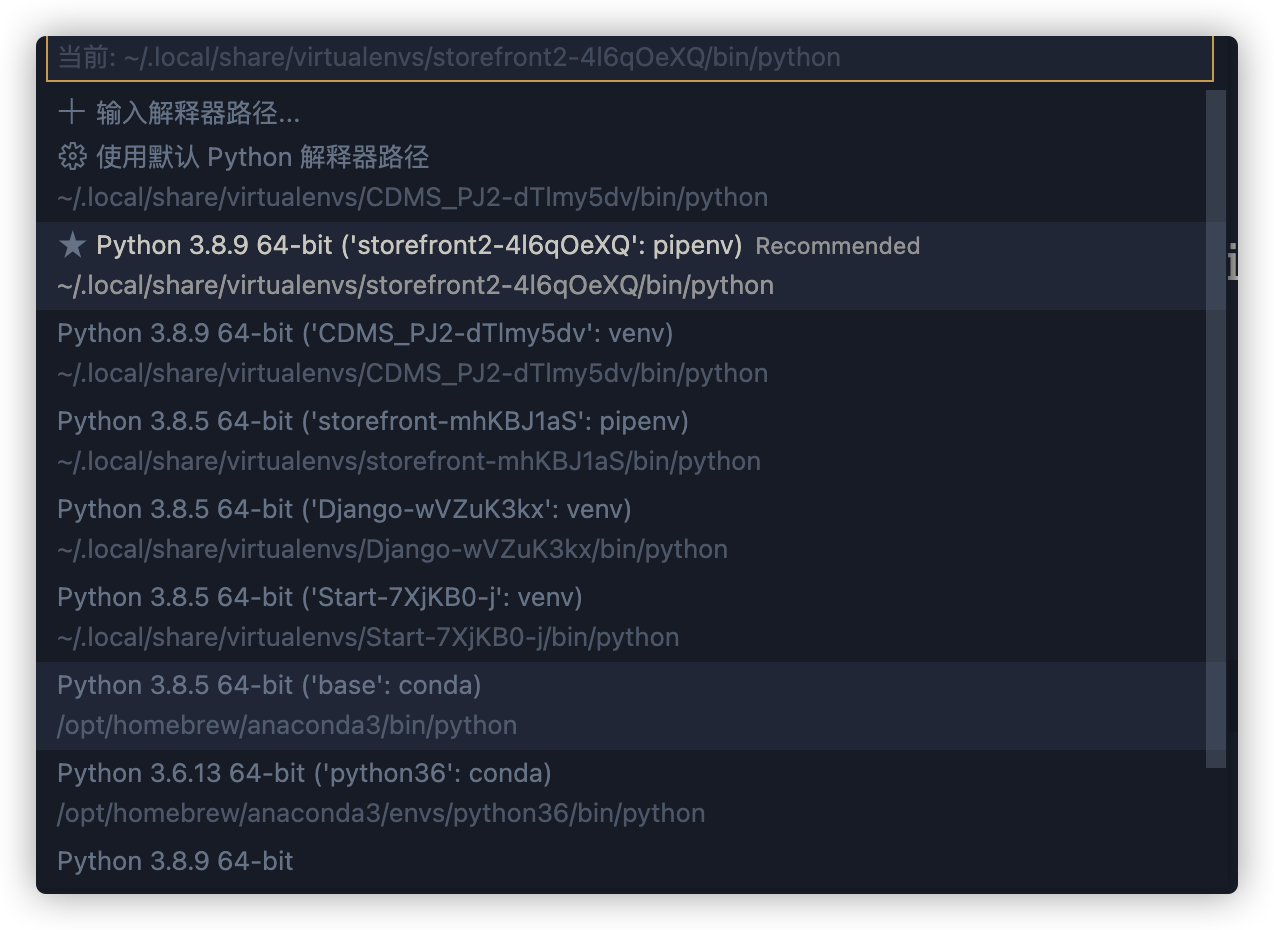 当前: ~/.local/share/virtualenvs/storefront2-4l6qOeXQ/bin/python
输入解释器路径...
使用默认 Python 解释器路径
~/.local/share/virtualenvs/CDMS_PJ2-dTlmy5dv/bin/python
★ Python 3.8.9 64-bit ('storefront2-4l6qOeXQ': pipenv) Recommended
~/.local/share/virtualenvs/storefront2-4l6qOeXQ/bin/python
Python 3.8.9 64-bit ('CDMS_PJ2-dTlmy5dv': venv)
~/.local/share/virtualenvs/CDMS_PJ2-dTlmy5dv/bin/python
Python 3.8.5 64-bit ('storefront-mhKBJ1aS': pipenv)
~/.local/share/virtualenvs/storefront-mhKBJ1aS/bin/python
Python 3.8.5 64-bit ('Django-wVZuK3kx': venv)
~/.local/share/virtualenvs/Django-wVZuK3kx/bin/python
Python 3.8.5 64-bit ('Start-7XjKB0-j': venv)
~/.local/share/virtualenvs/Start-7XjKB0-j/bin/python
Python 3.8.5 64-bit ('base': conda)
/opt/homebrew/anaconda3/bin/python
Python 3.6.13 64-bit ('python36': conda)
/opt/homebrew/anaconda3/envs/python36/bin/python
Python 3.8.9 64-bit